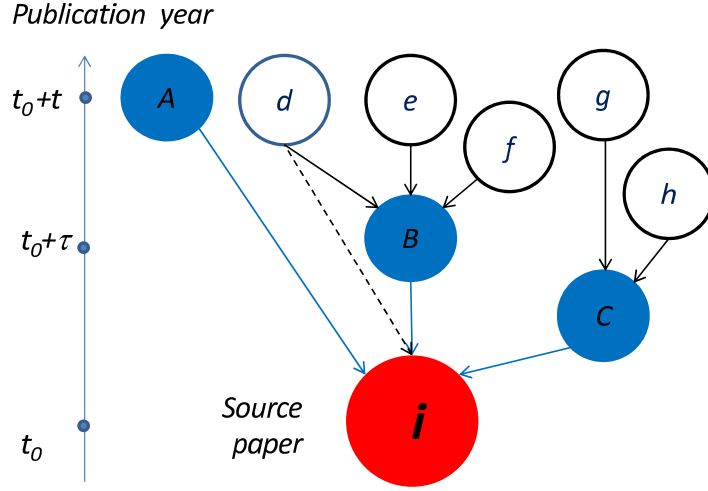 Publication year
t0+t
A
d
e
g
f
h
t0+τ
B
C
Source
paper
i
t0